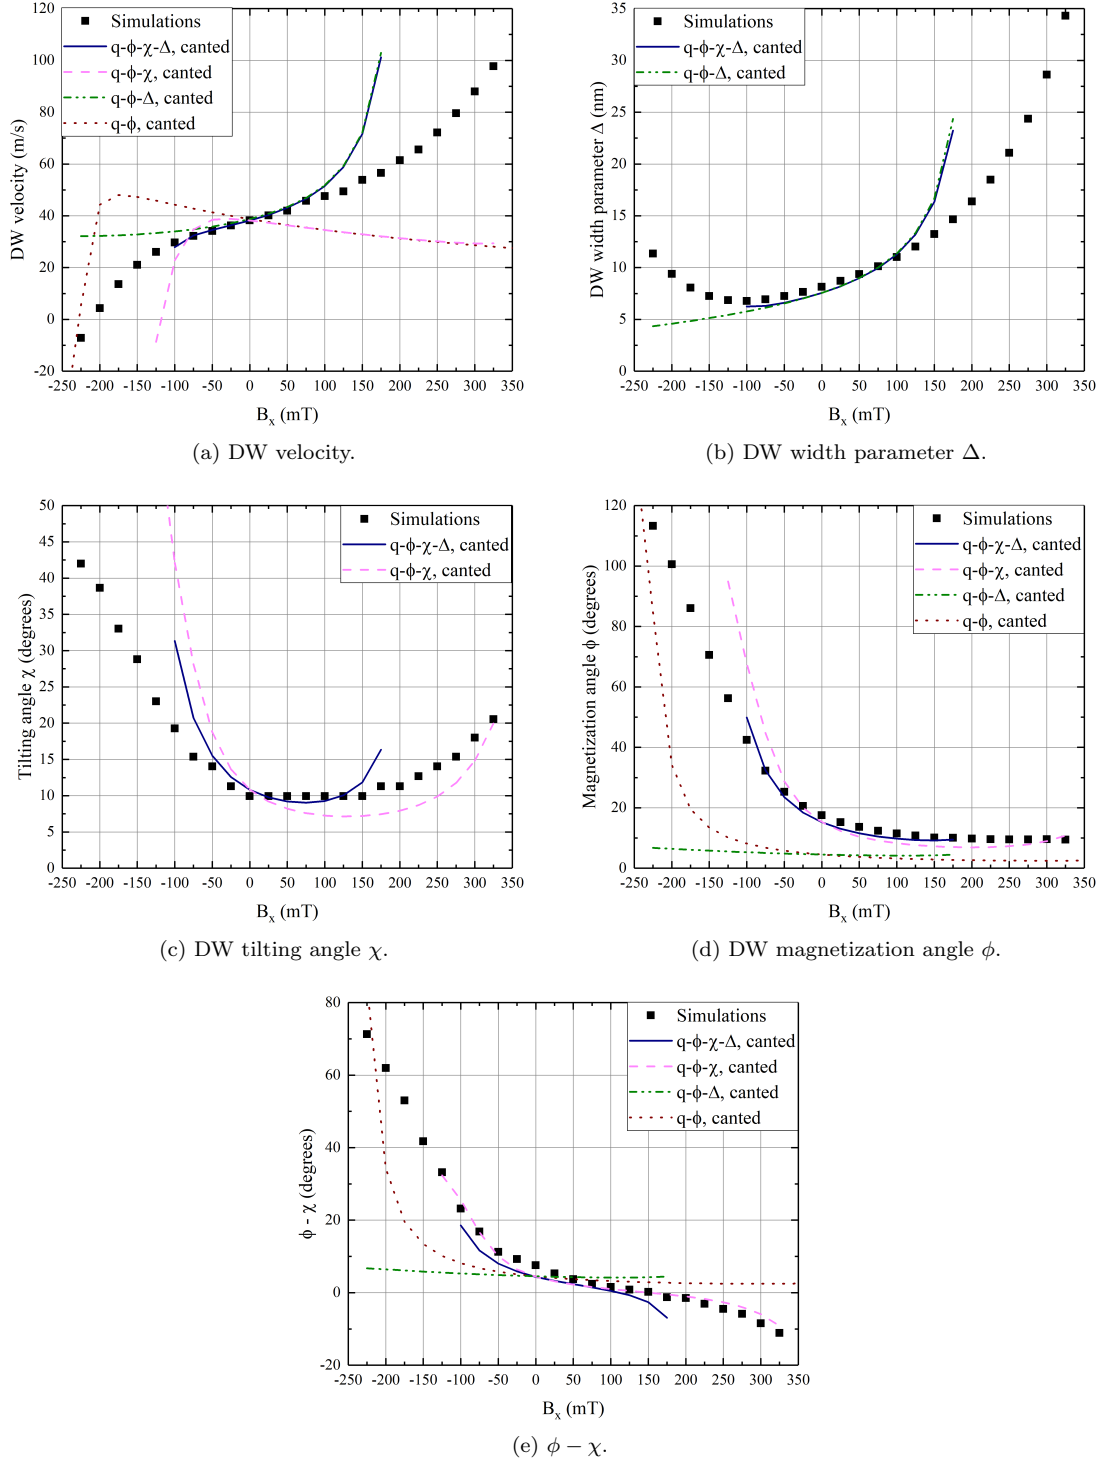 120
100
80
60
40
20
0
-20
DW velocity (m/s)
Simulations
q-ϕ-χ-Δ, canted
q-ϕ-χ, canted
q-ϕ-Δ, canted
q-ϕ, canted
-250 -200 -150 -100 -50 0 50 100 150 200 250 300 350
Bx (mT)
(a) DW velocity.
35
30
25
20
15
10
5
0
DW width parameter Δ (nm)
Simulations
q-ϕ-χ-Δ, canted
q-ϕ-Δ, canted
-250 -200 -150 -100 -50 0 50 100 150 200 250 300 350
Bx (mT)
(b) DW width parameter Δ.
50
45
40
35
30
25
20
15
10
5
0
Tilting angle χ (degrees)
Simulations
q-ϕ-χ-Δ, canted
q-ϕ-χ, canted
-250 -200 -150 -100 -50 0 50 100 150 200 250 300 350
Bx (mT)
(c) DW tilting angle χ.
120
100
80
60
40
20
0
Magnetization angle ϕ (degrees)
Simulations
q-ϕ-χ-Δ, canted
q-ϕ-χ, canted
q-ϕ-Δ, canted
q-ϕ, canted
-250 -200 -150 -100 -50 0 50 100 150 200 250 300 350
Bx (mT)
(d) DW magnetization angle ϕ.
80
60
40
20
0
-20
ϕ - χ (degrees)
Simulations
q-ϕ-χ-Δ, canted
q-ϕ-χ, canted
q-ϕ-Δ, canted
q-ϕ, canted
-250 -200 -150 -100 -50 0 50 100 150 200 250 300 350
Bx (mT)
(e) ϕ − χ.